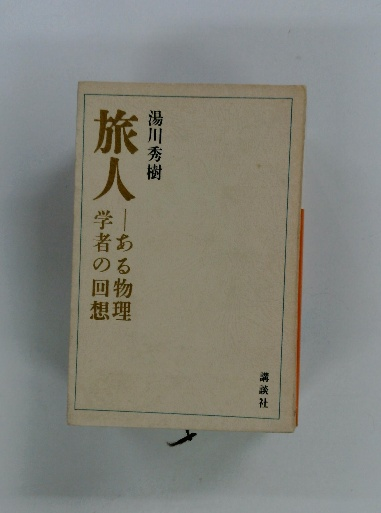 湯川秀樹
旅人
―ある物理
学者の回想
講談社